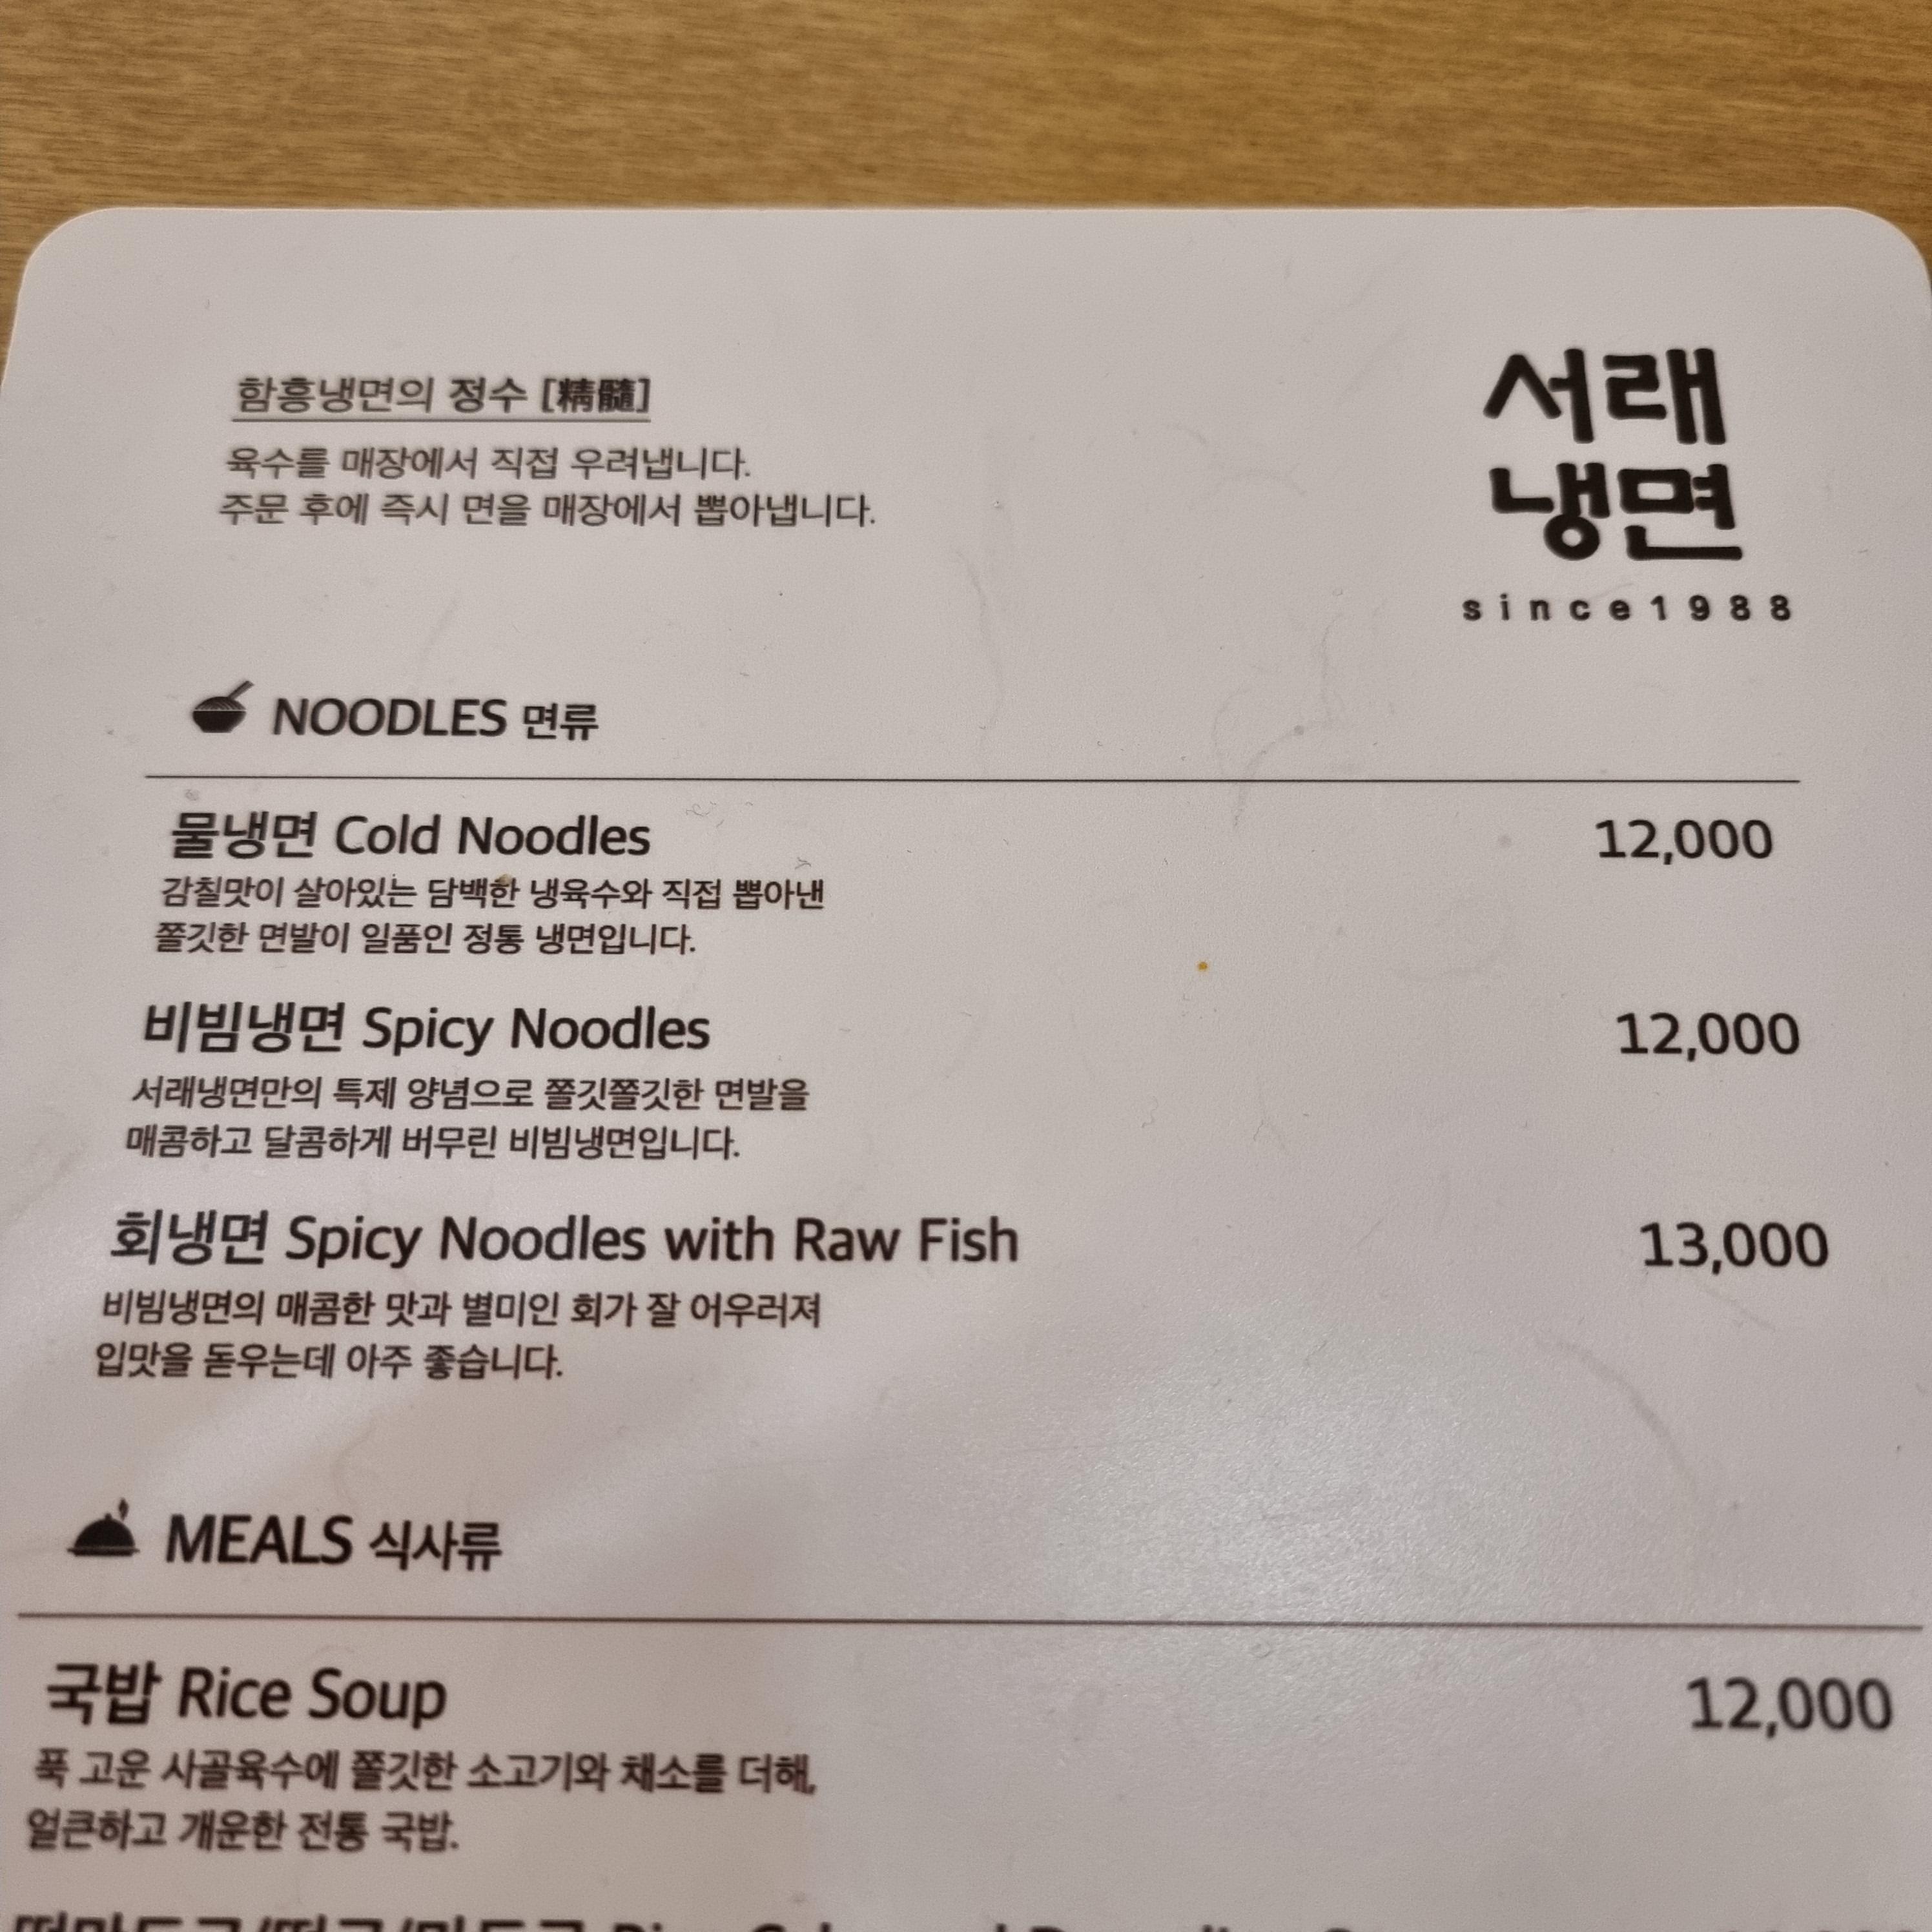 함흥냉면의 정수 [精髓]
육수를 매장에서 직접 우려냅니다.
주문 후에 즉시 면을 매장에서 뽑아냅니다.
서래
냉면
since1988
NOODLES 면류
물냉면 Cold Noodles 12,000
감칠맛이 살아있는 담백한 냉육수와 직접 뽑아낸
쫄깃한 면발이 일품인 정통 냉면입니다.
비빔냉면 Spicy Noodles 12,000
서래냉면만의 특제 양념으로 쫄깃쫄깃한 면발을
매콤하고 달콤하게 버무린 비빔냉면입니다.
회냉면 Spicy Noodles with Raw Fish 13,000
비빔냉면의 매콤한 맛과 별미인 회가 잘 어우러져
입맛을 돋우는데 아주 좋습니다.
MEALS 식사류
국밥 Rice Soup 12,000
푹 고운 사골육수에 쫄깃한 소고기와 채소를 더해,
얼큰하고 개운한 전통 국밥.